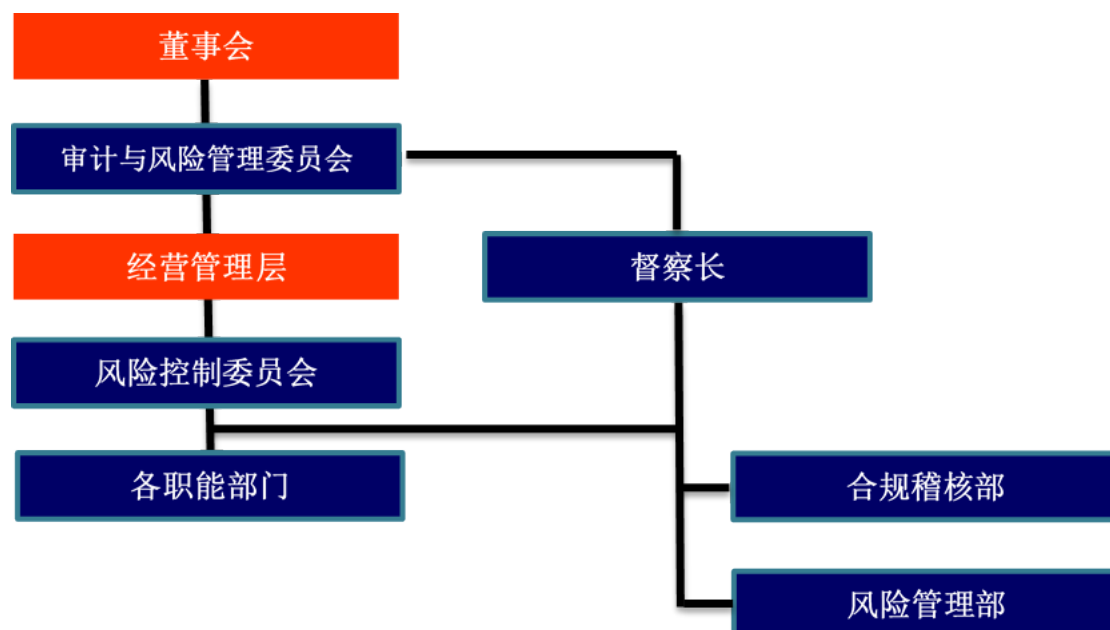 董事会
审计与风险管理委员会
经营管理层
督察长
风险控制委员会
各职能部门
合规稽核部
风险管理部